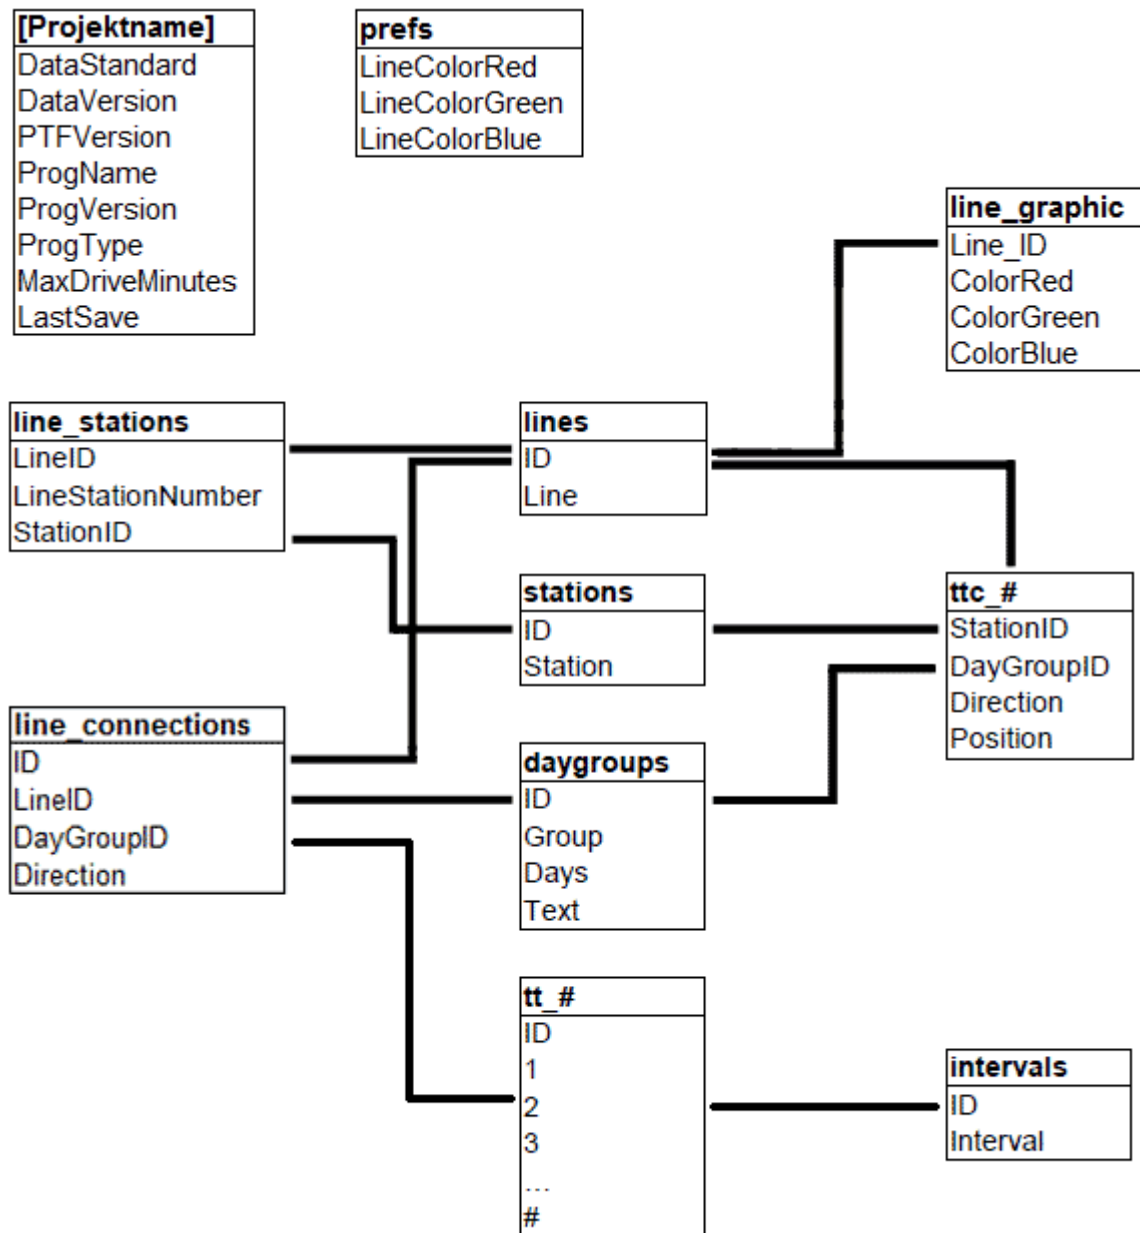 [Projektname]
DataStandard
DataVersion
PTFVersion
ProgName
ProgVersion
ProgType
MaxDriveMinutes
LastSave
prefs
LineColorRed
LineColorGreen
LineColorBlue
line_graphic
Line_ID
ColorRed
ColorGreen
ColorBlue
line_stations
LineID
LineStationNumber
StationID
lines
ID
Line
stations
ID
Station
ttc_#
StationID
DayGroupID
Direction
Position
line_connections
ID
LineID
DayGroupID
Direction
daygroups
ID
Group
Days
Text
tt_#
ID
1
2
3
...
#
intervals
ID
Interval